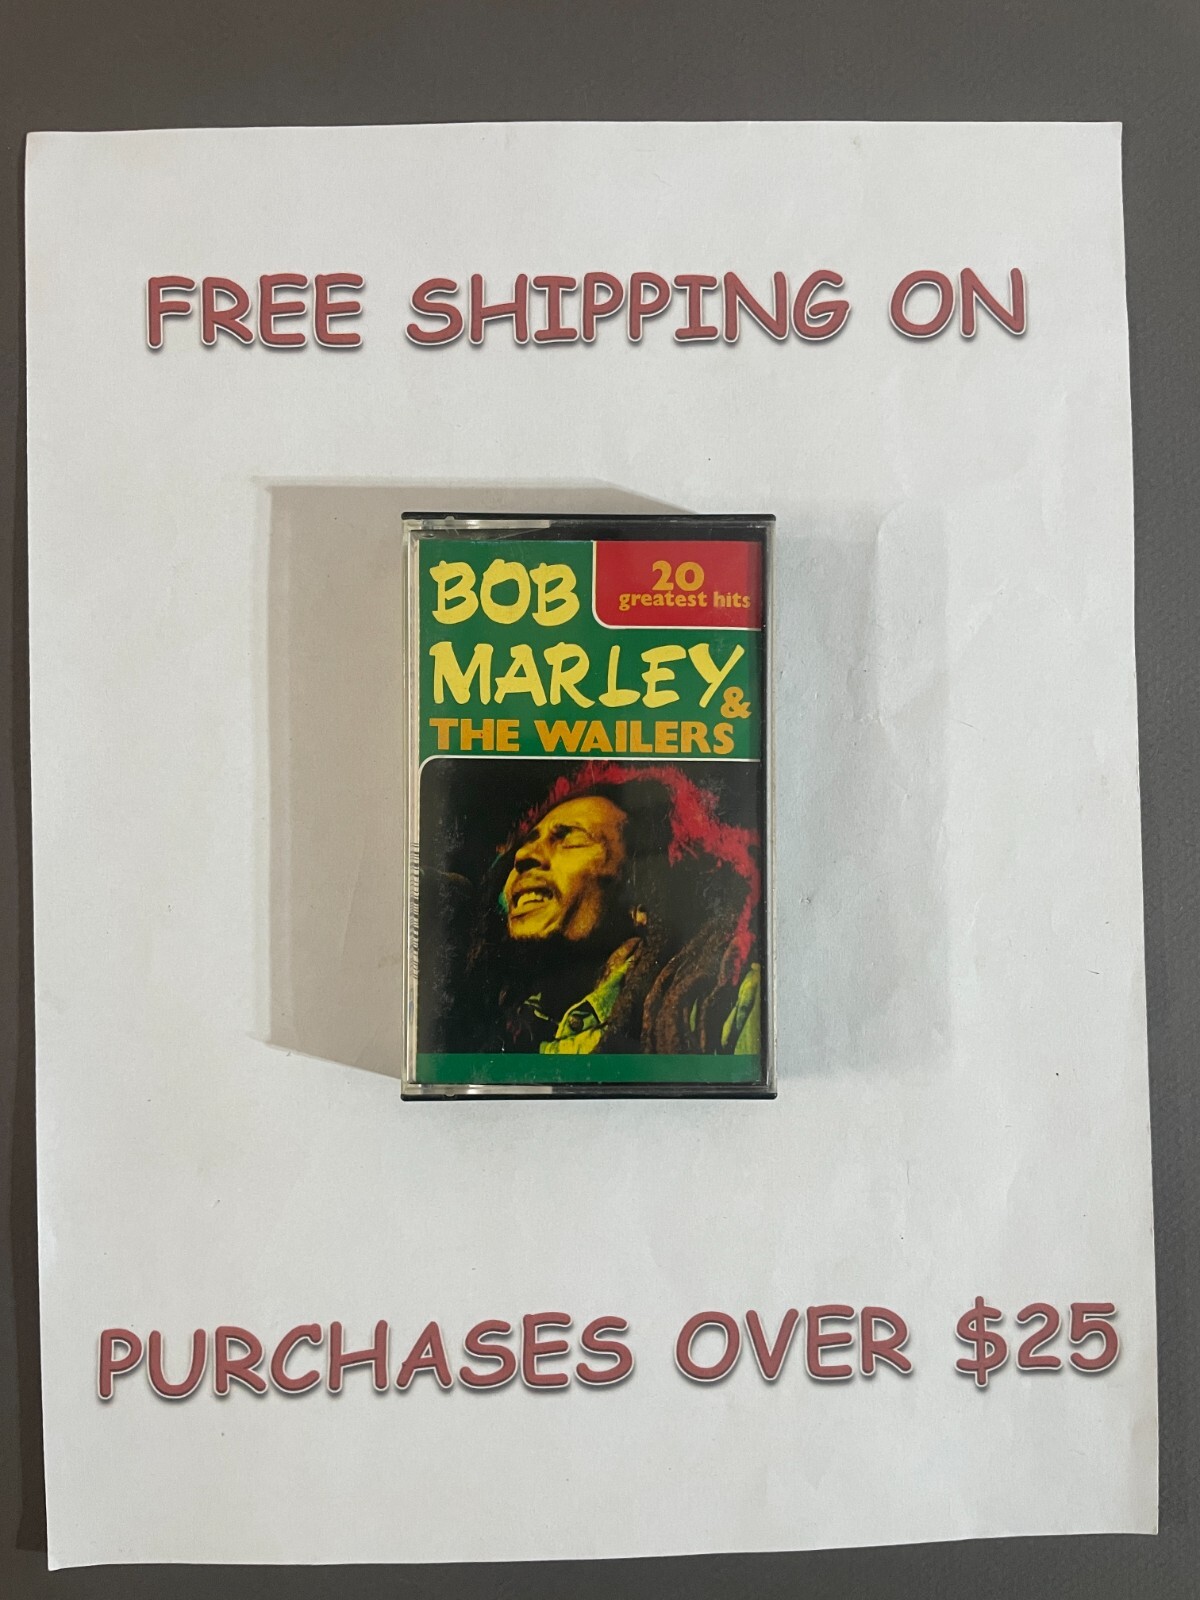 FREE SHIPPING ON
BOB
20
greatest hits
MARLEY
&
THE WAILERS
PURCHASES OVER $25